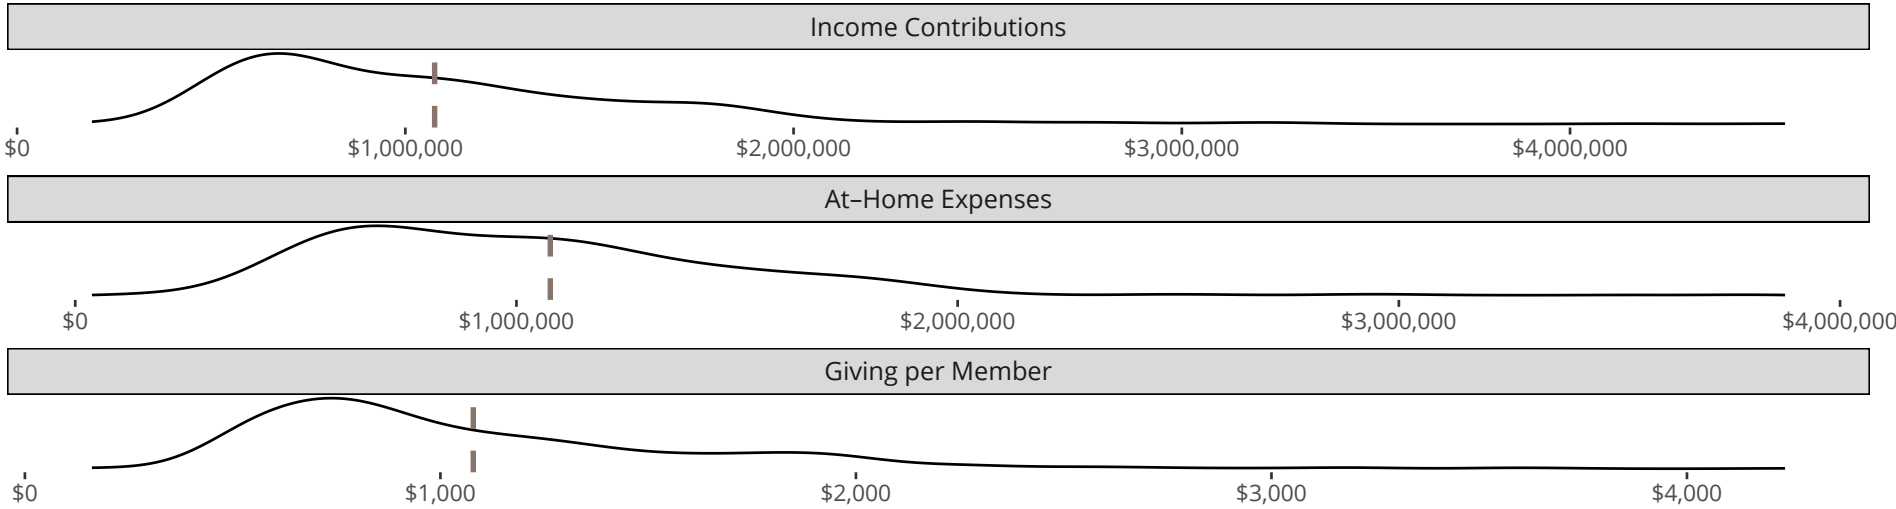 Income Contributions
$0 $1,000,000 $2,000,000 $3,000,000 $4,000,000
At–Home Expenses
$0 $1,000,000 $2,000,000 $3,000,000 $4,000,000
Giving per Member
$0 $1,000 $2,000 $3,000 $4,000